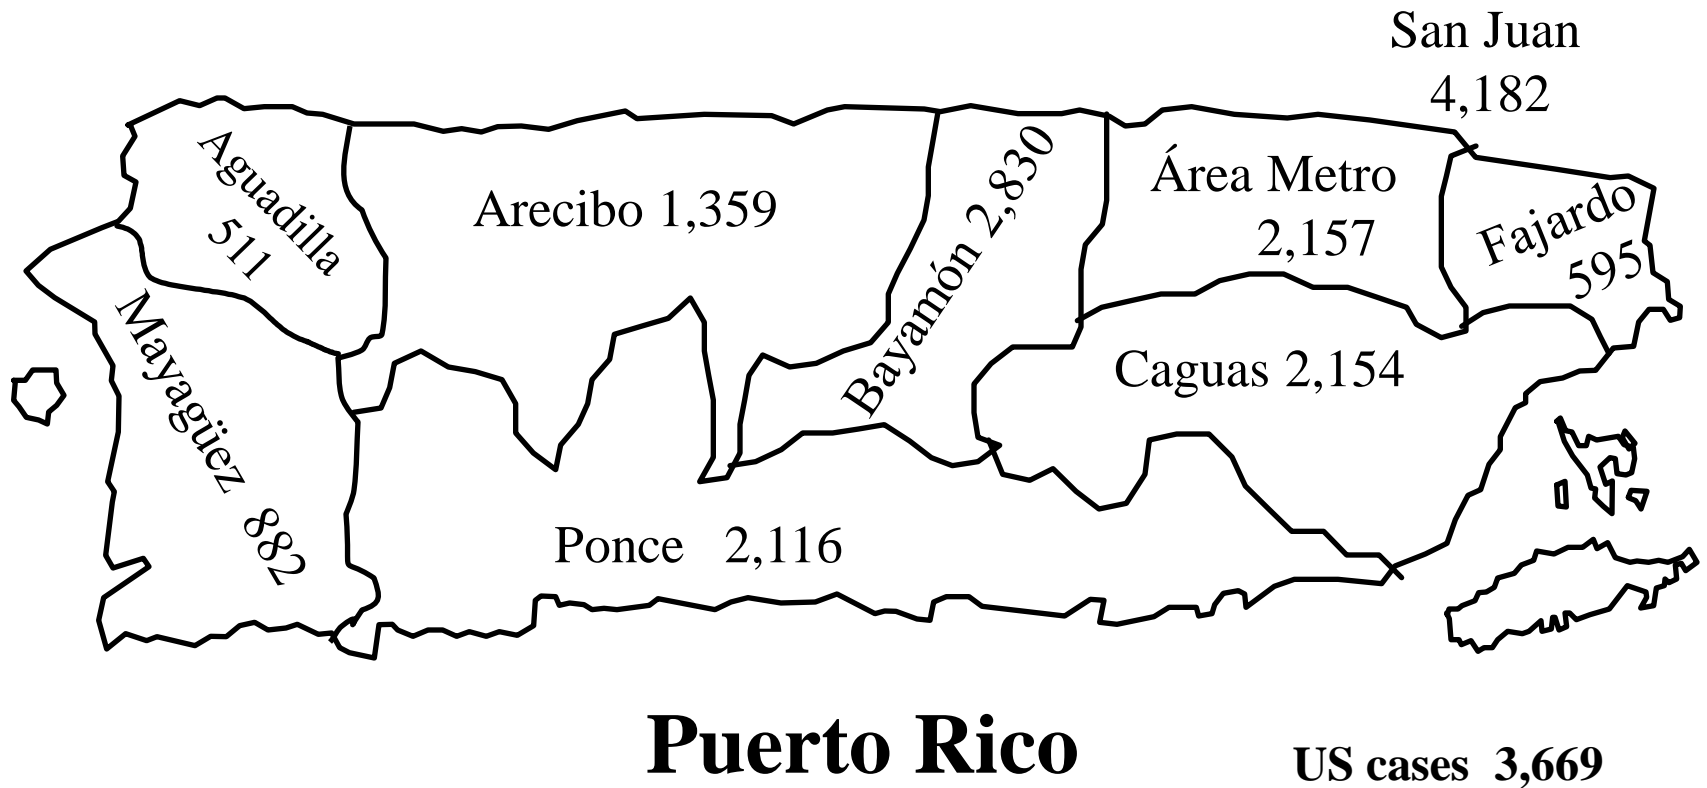 San Juan
4,182
Aguadilla
511
Arecibo 1,359
Bayamón 2,830
Área Metro
2,157
Fajardo
595
Mayagüez 882
Caguas 2,154
Ponce 2,116
Puerto Rico
US cases 3,669